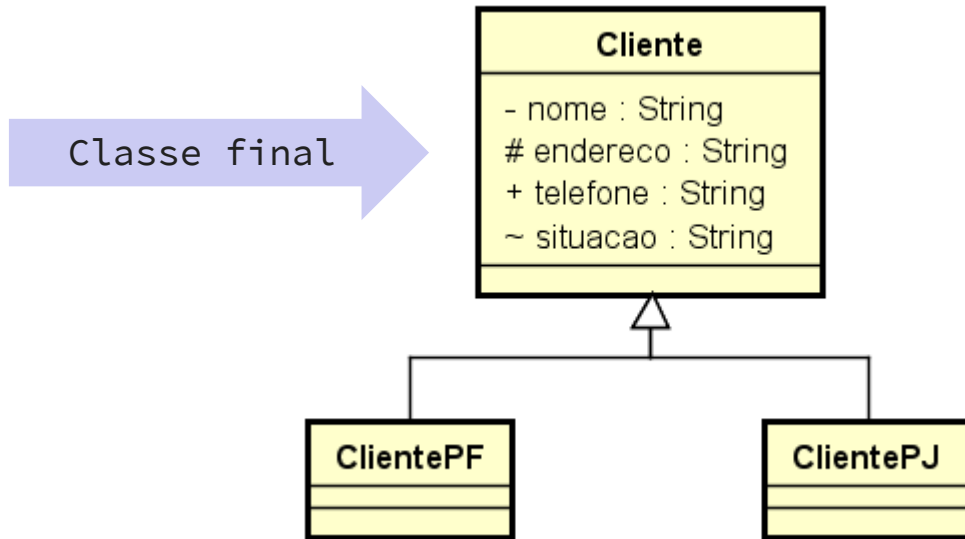 Cliente
- nome : String
# endereco : String
+ telefone : String
~ situacao : String
Classe final
ClientePF
ClientePJ